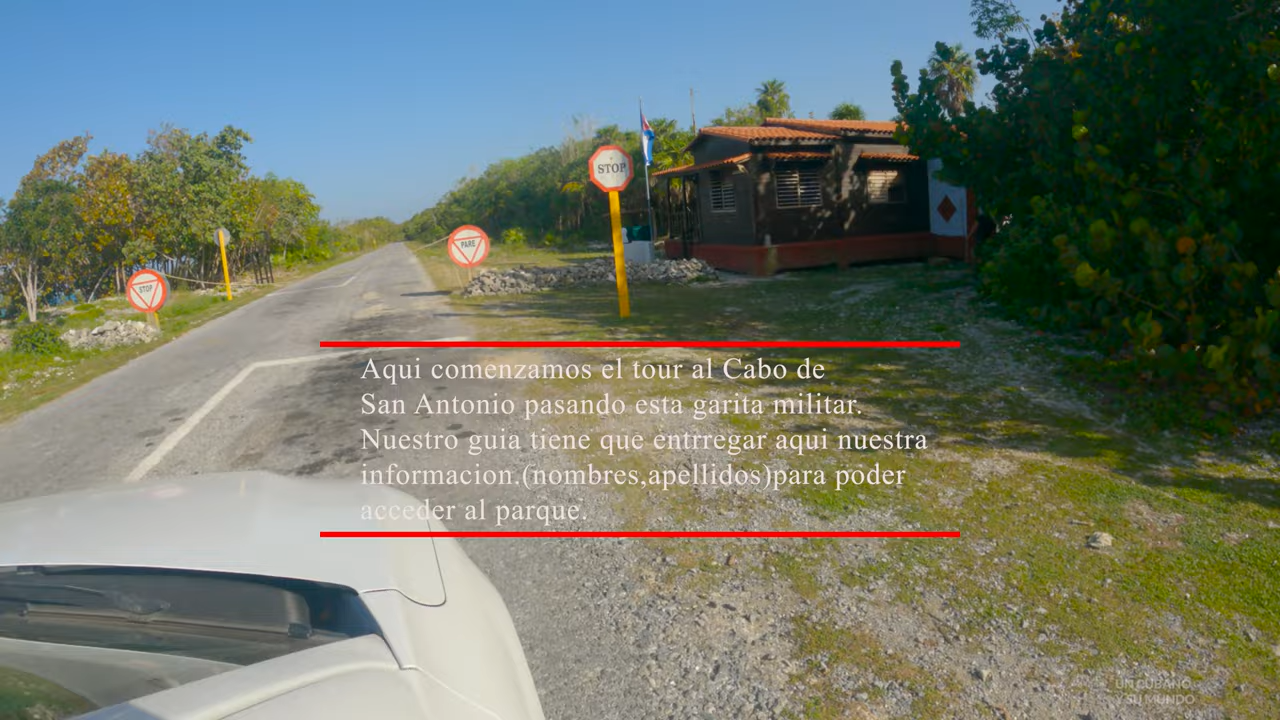 STOP
PARE
STOP
Aqui comenzamos el tour al Cabo de
San Antonio pasando esta garita militar.
Nuestro guia tiene que entrregar aqui nuestra
informacion.(nombres,apellidos)para poder
acceder al parque.
UN CUBANO
Y SU MUNDO